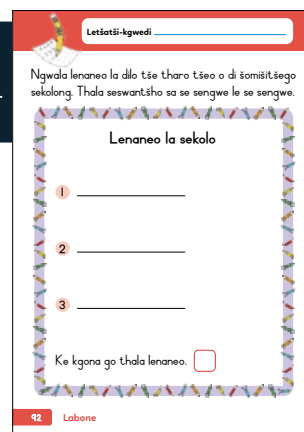 Letšatši-kgwedi
Ngwala lenaneo la dilo tše tharo tšeo o di šomišitšego
sekolong. Thala seswantšho sa se sengwe le se sengwe.
Lenaneo la sekolo
1
2
3
Ke kgona go thala lenaneo.
92 Labone